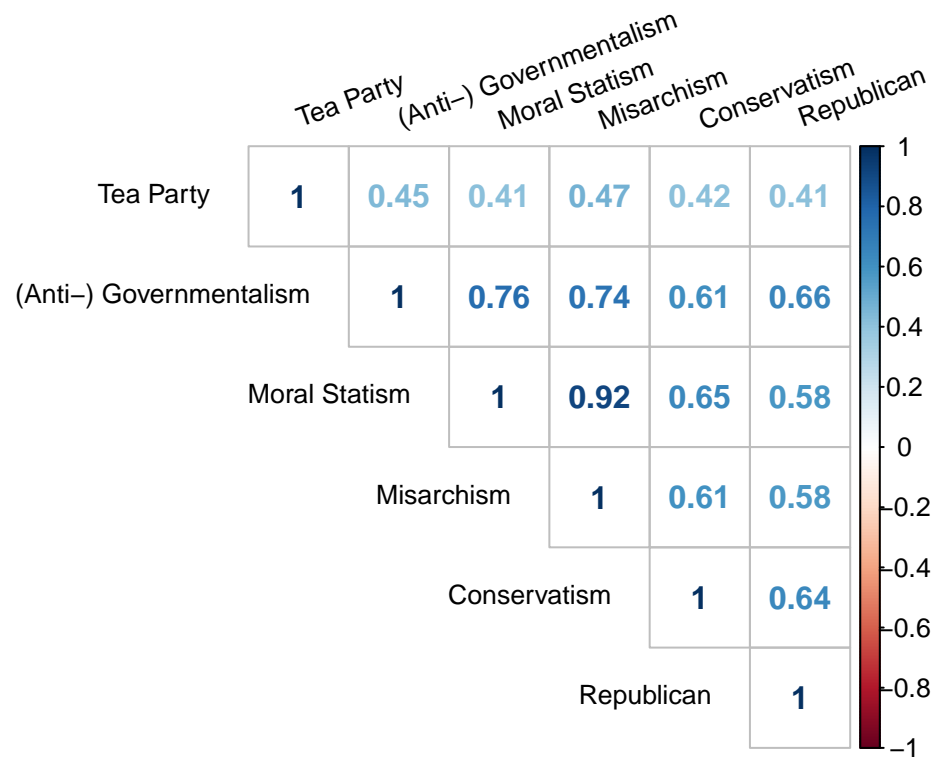 Tea Party
(Anti−) Governmentalism
Moral Statism
Misarchism
Conservatism
Republican
Tea Party 1 0.45 0.41 0.47 0.42 0.41
(Anti−) Governmentalism 1 0.76 0.74 0.61 0.66
Moral Statism 1 0.92 0.65 0.58
Misarchism 1 0.61 0.58
Conservatism 1 0.64
Republican 1
1
0.8
0.6
0.4
0.2
0
−0.2
−0.4
−0.6
−0.8
−1